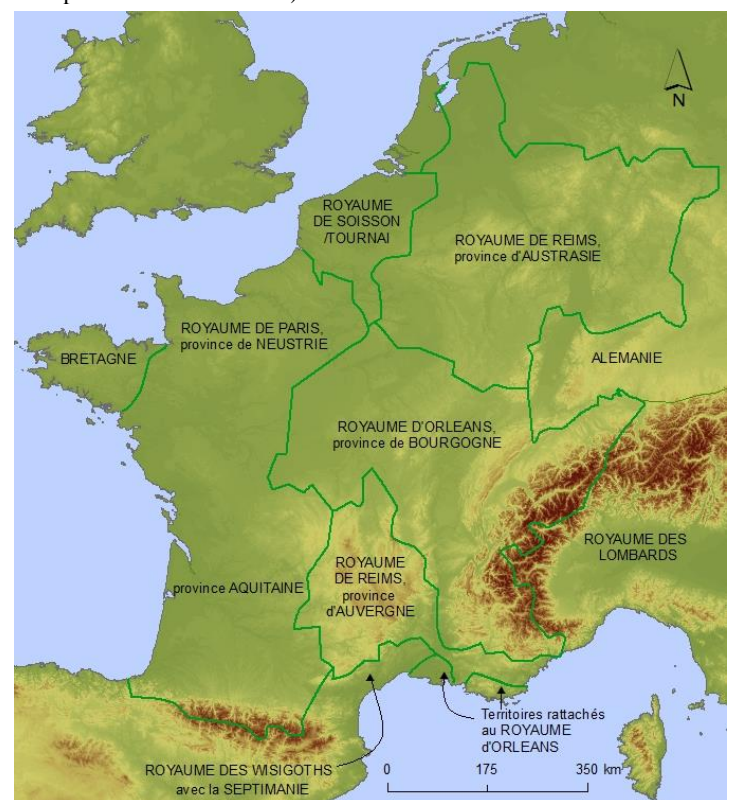 N
ROYAUME
DE SOISSON
/TOURNAI
ROYAUME DE REIMS,
province d'AUSTRASIE
ROYAUME DE PARIS,
province de NEUSTRIE
BRETAGNE
ALEMANIE
ROYAUME D'ORLEANS,
province de BOURGOGNE
ROYAUME DES
LOMBARDS
ROYAUME
DE REIMS,
province
d'AUVERGNE
province AQUITAINE
Territoires rattachés
au ROYAUME
d'ORLEANS
ROYAUME DES WISIGOTHS
avec la SEPTIMANIE
0 175 350 km